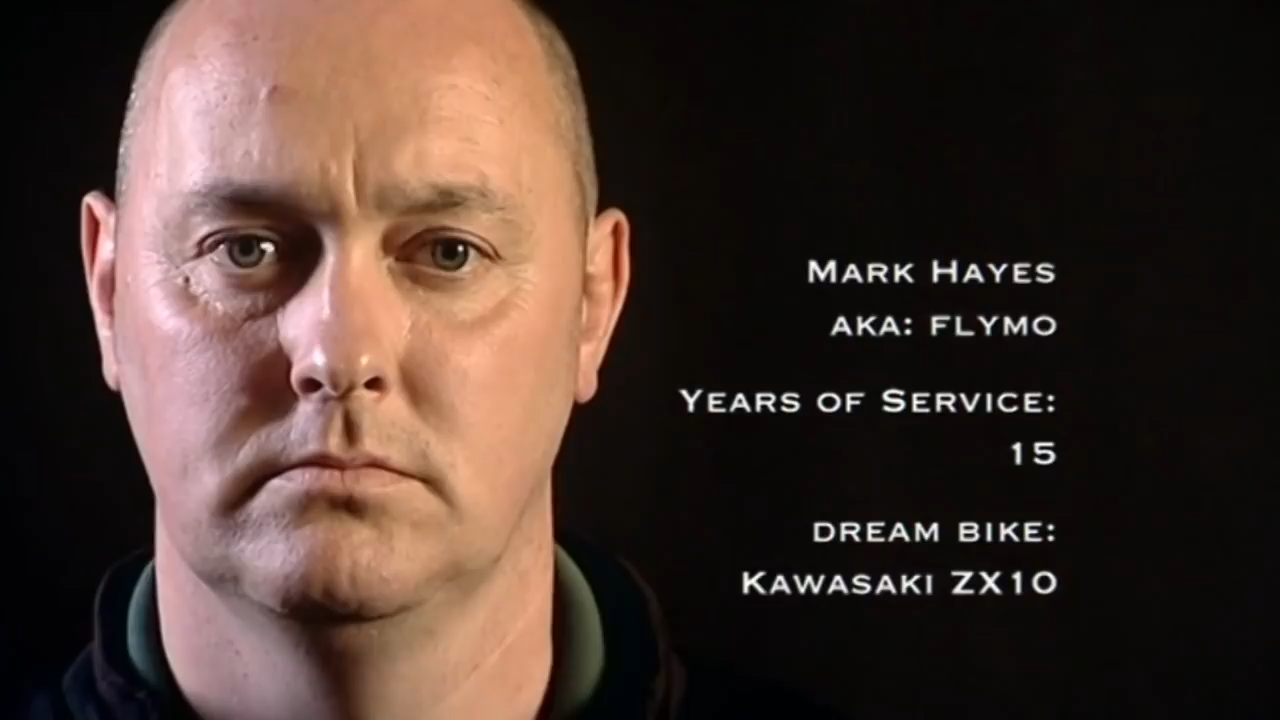 Mark Hayes
aka: flymo
Years of Service:
15
dream bike:
Kawasaki ZX10